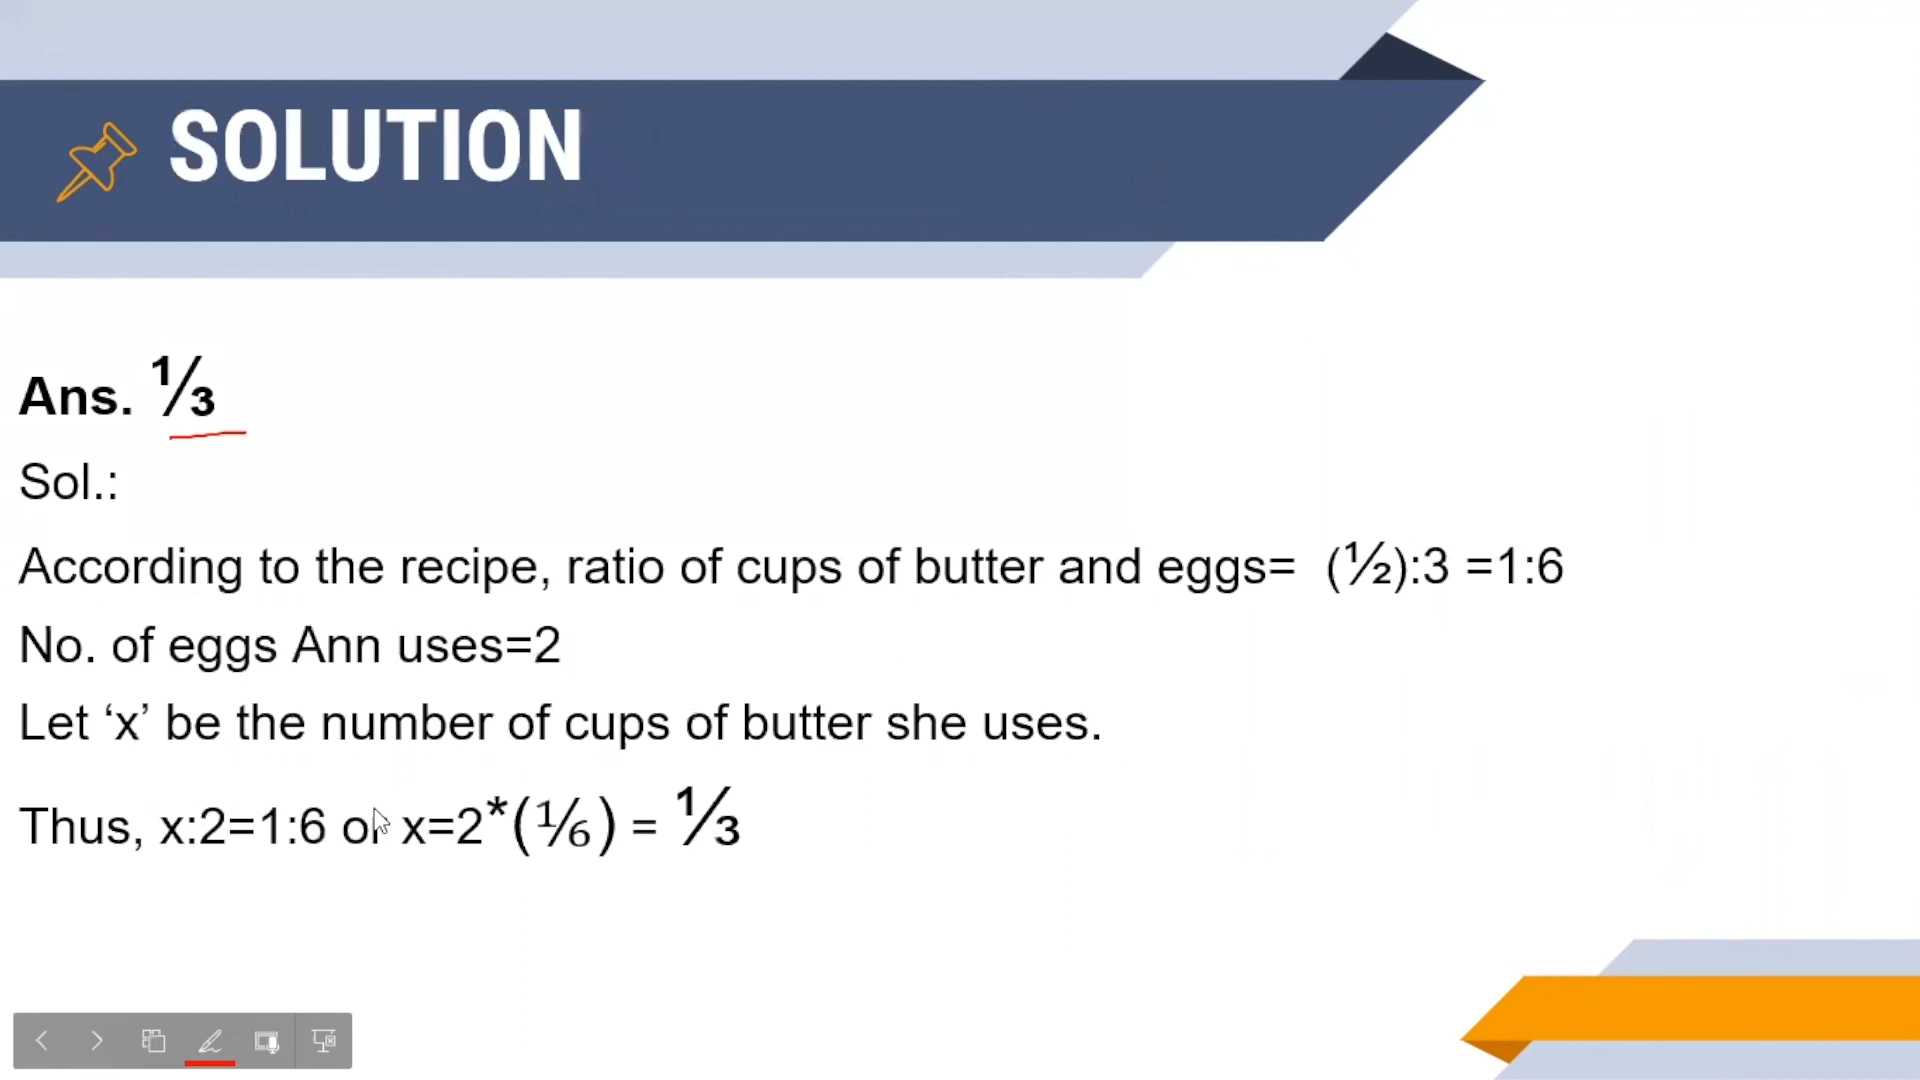 SOLUTION
Ans. ⅓
Sol.:
According to the recipe, ratio of cups of butter and eggs= (½):3 =1:6
No. of eggs Ann uses=2
Let ‘x’ be the number of cups of butter she uses.
Thus, x:2=1:6 or x=2*(⅙) = ⅓